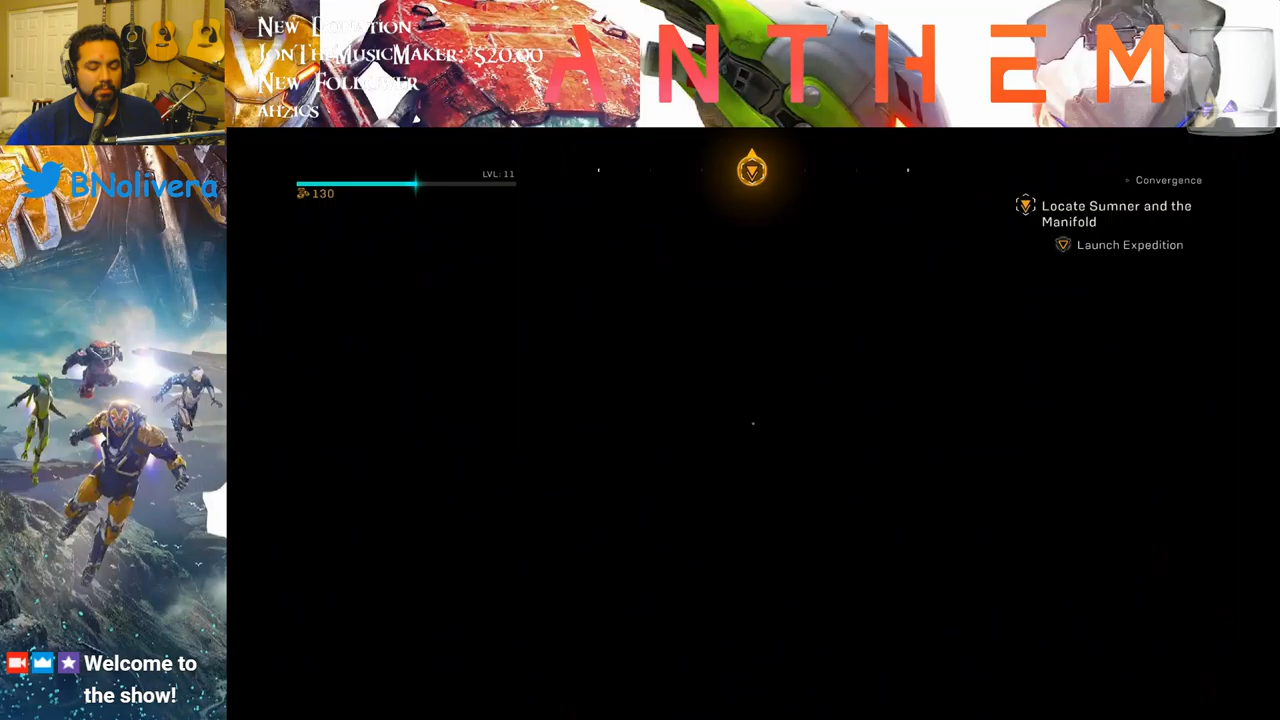 New Donation
JonTheMusicMaker: $20.00
New Follower
ahzics
ANTHEM
BNolivera
LVL: 11
130
Convergence
Locate Sumner and the
Manifold
Launch Expedition
Welcome to
the show!